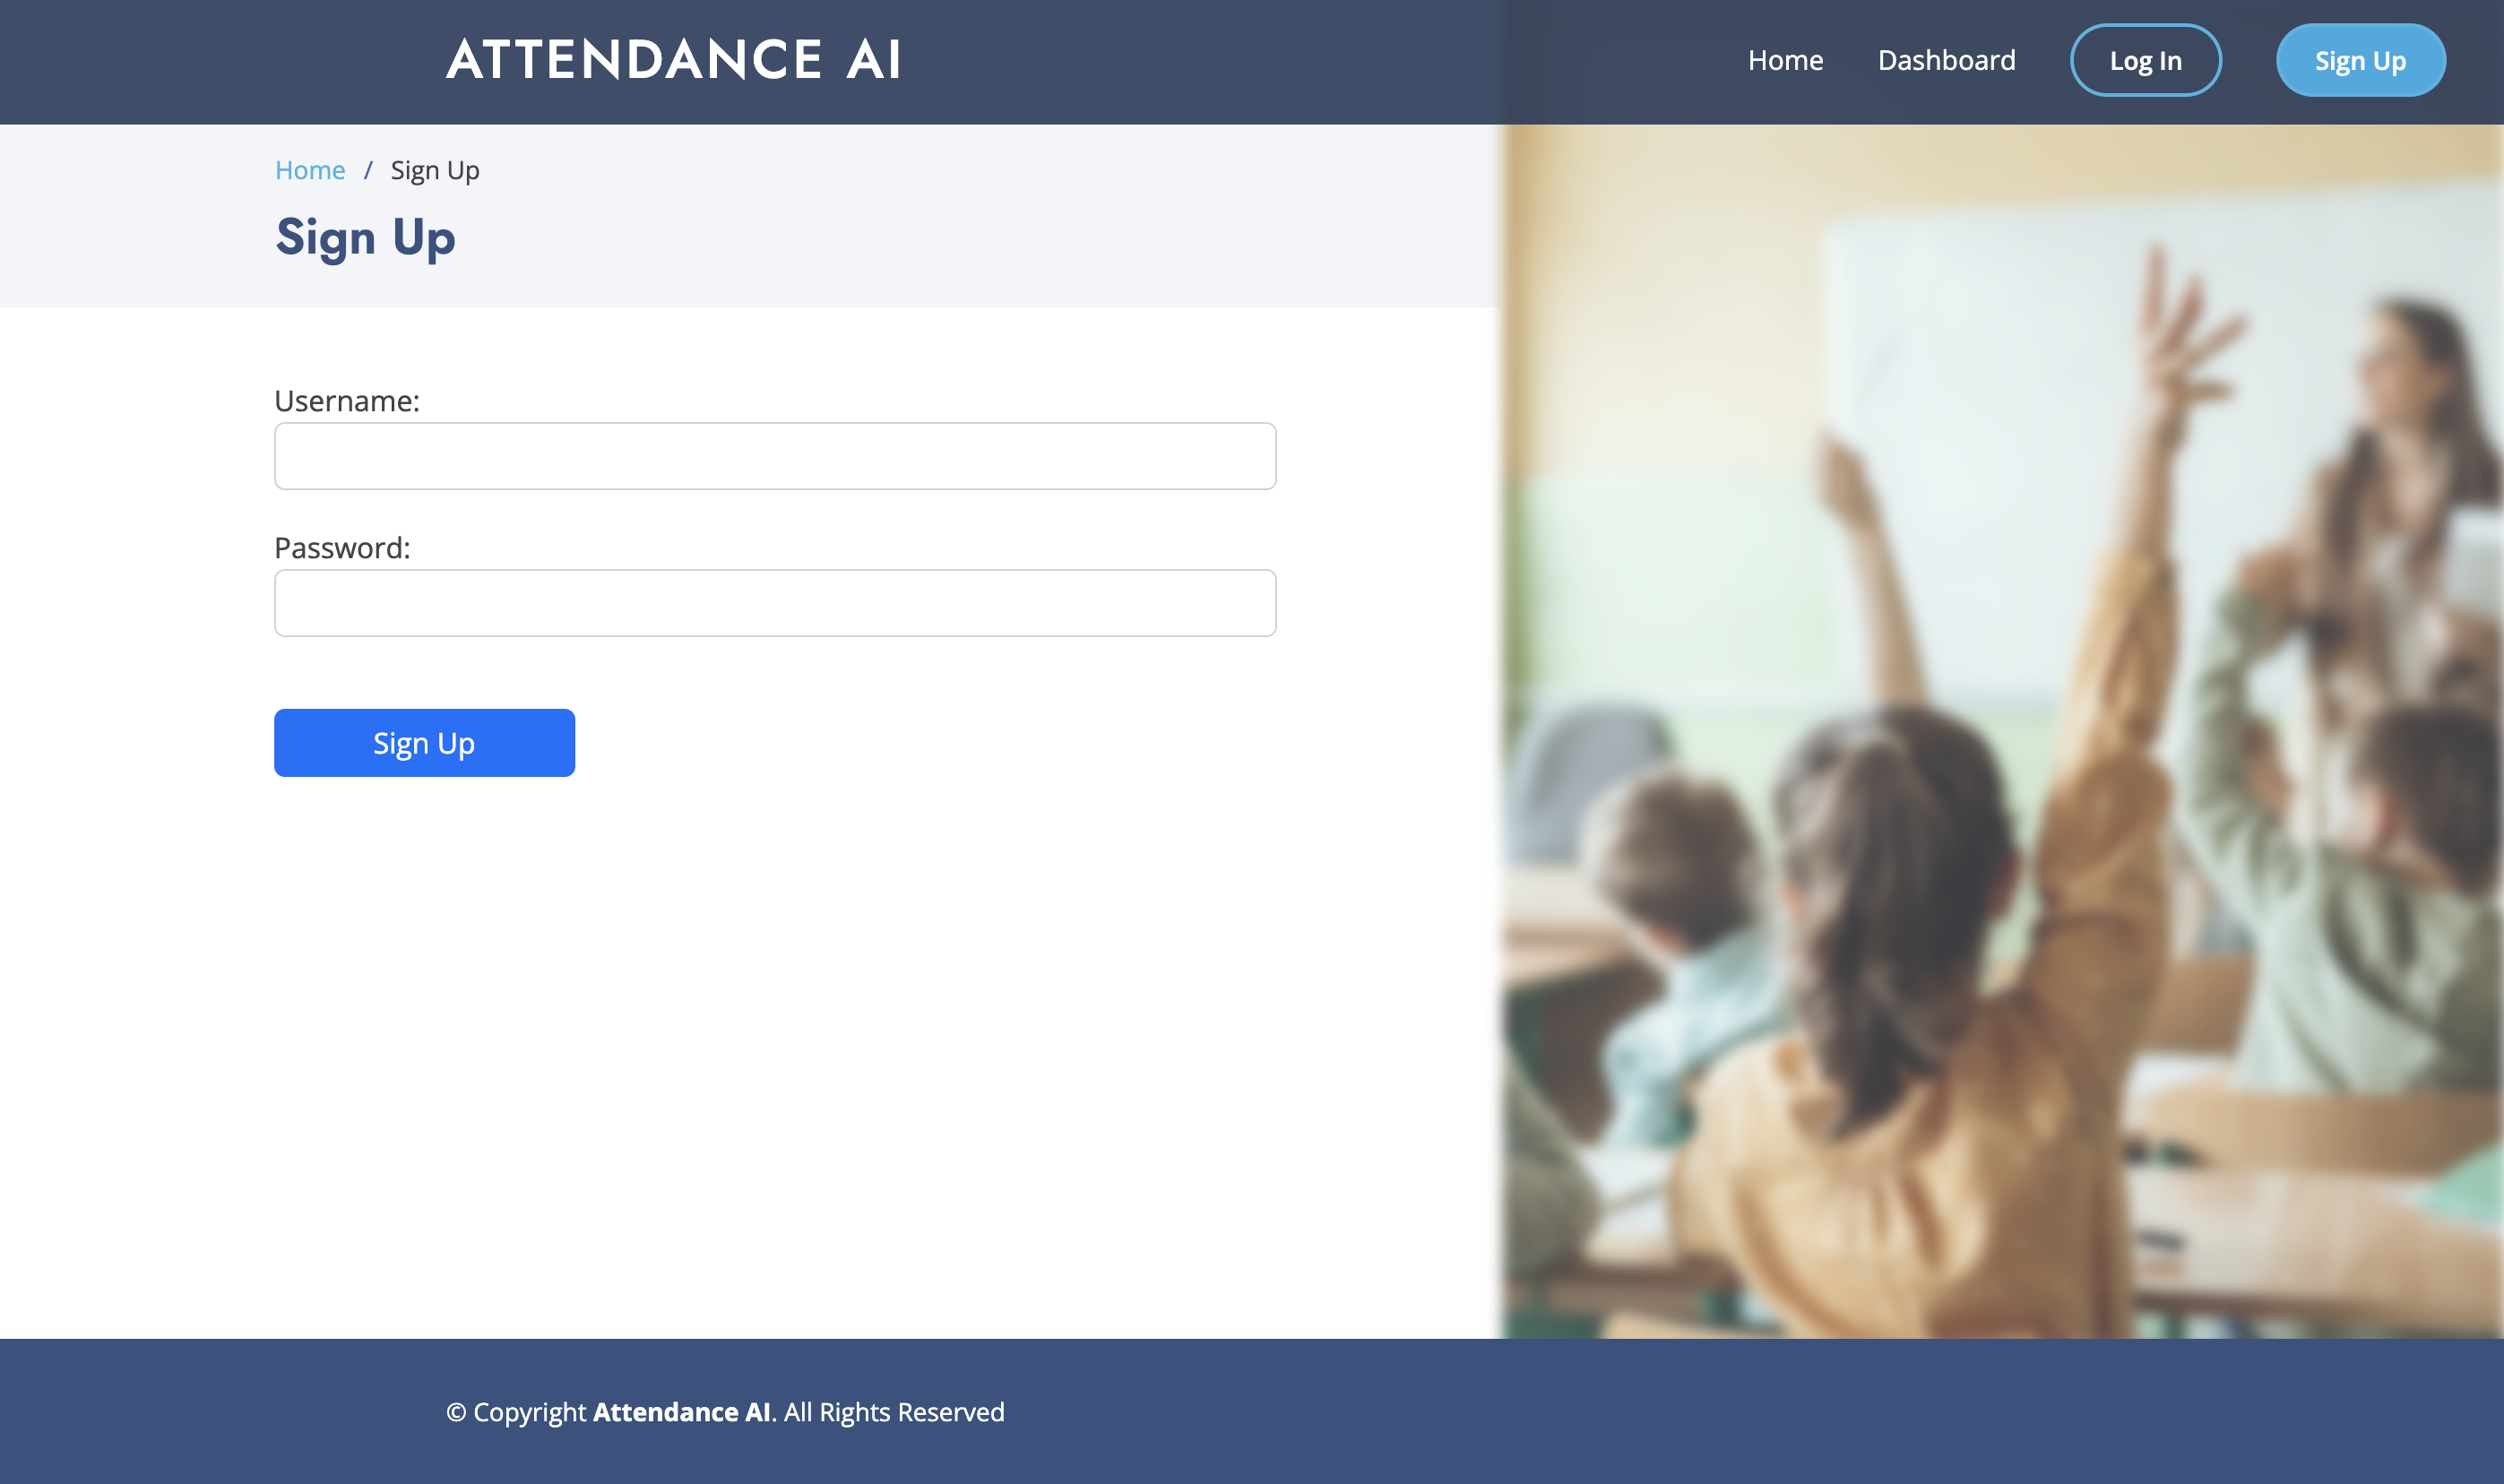 ATTENDANCE AI
Home Dashboard Log In Sign Up
Home / Sign Up
Sign Up
Username:
Password:
Sign Up
© Copyright Attendance AI. All Rights Reserved